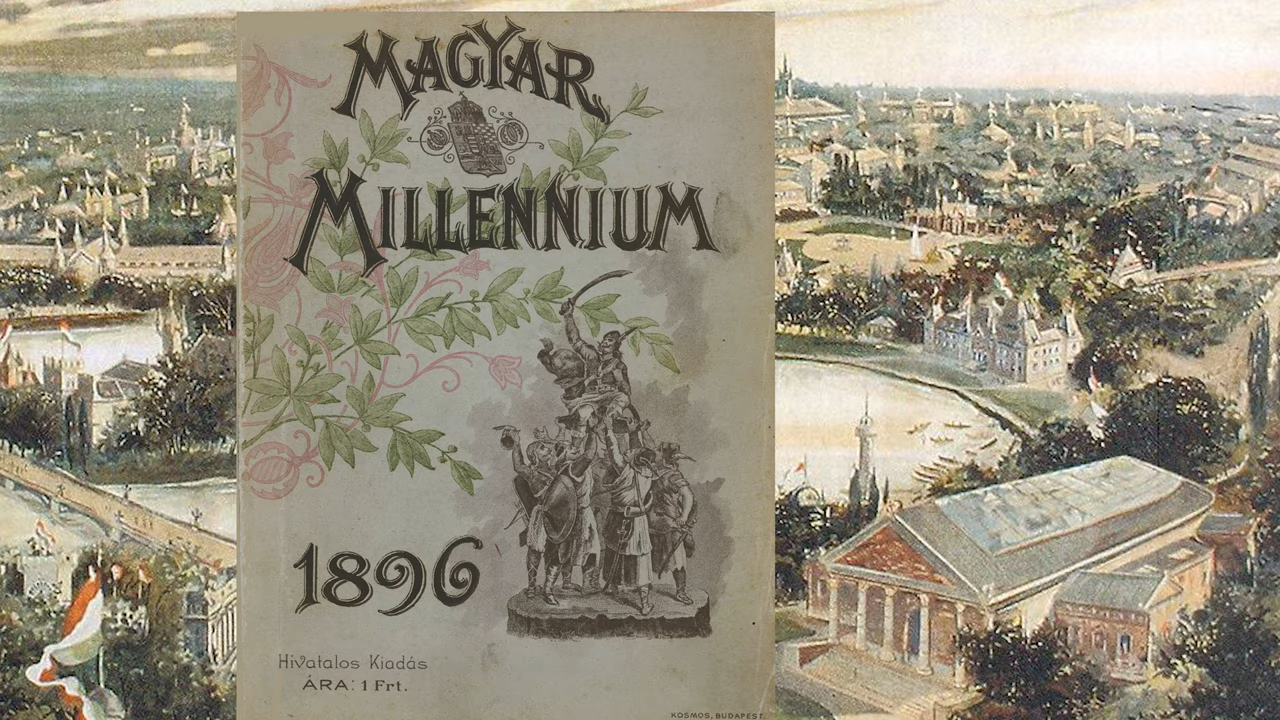 MAGYAR
MILLENNIUM
1896
Hivatalos Kiadás
ÁRA: 1 Frt.
KOSMOS, BUDAPEST.